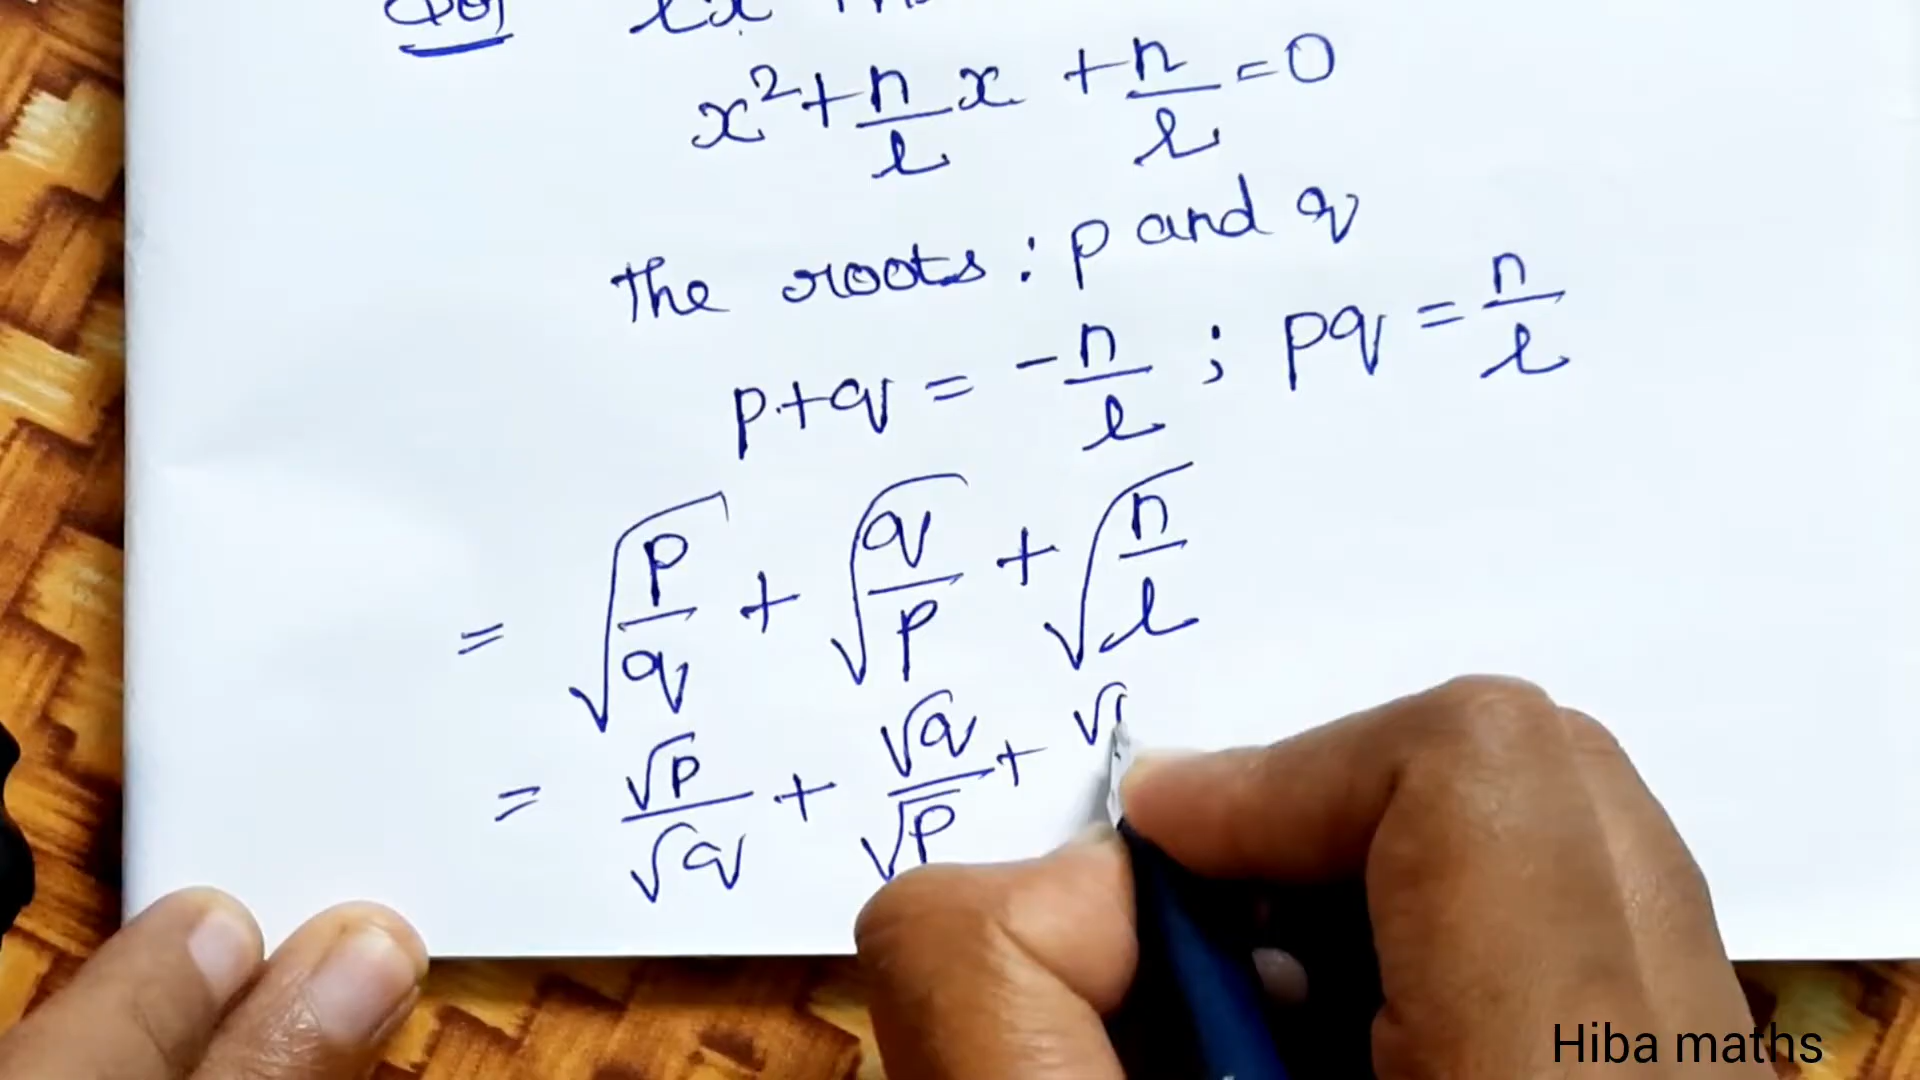 x² + n/l x + n/l = 0
The roots : p and q
p+q = -n/l ; pq = n/l
= √(p/q) + √(q/p) + √(n/l)
= √p/√q + √q/√p + √
Hiba maths